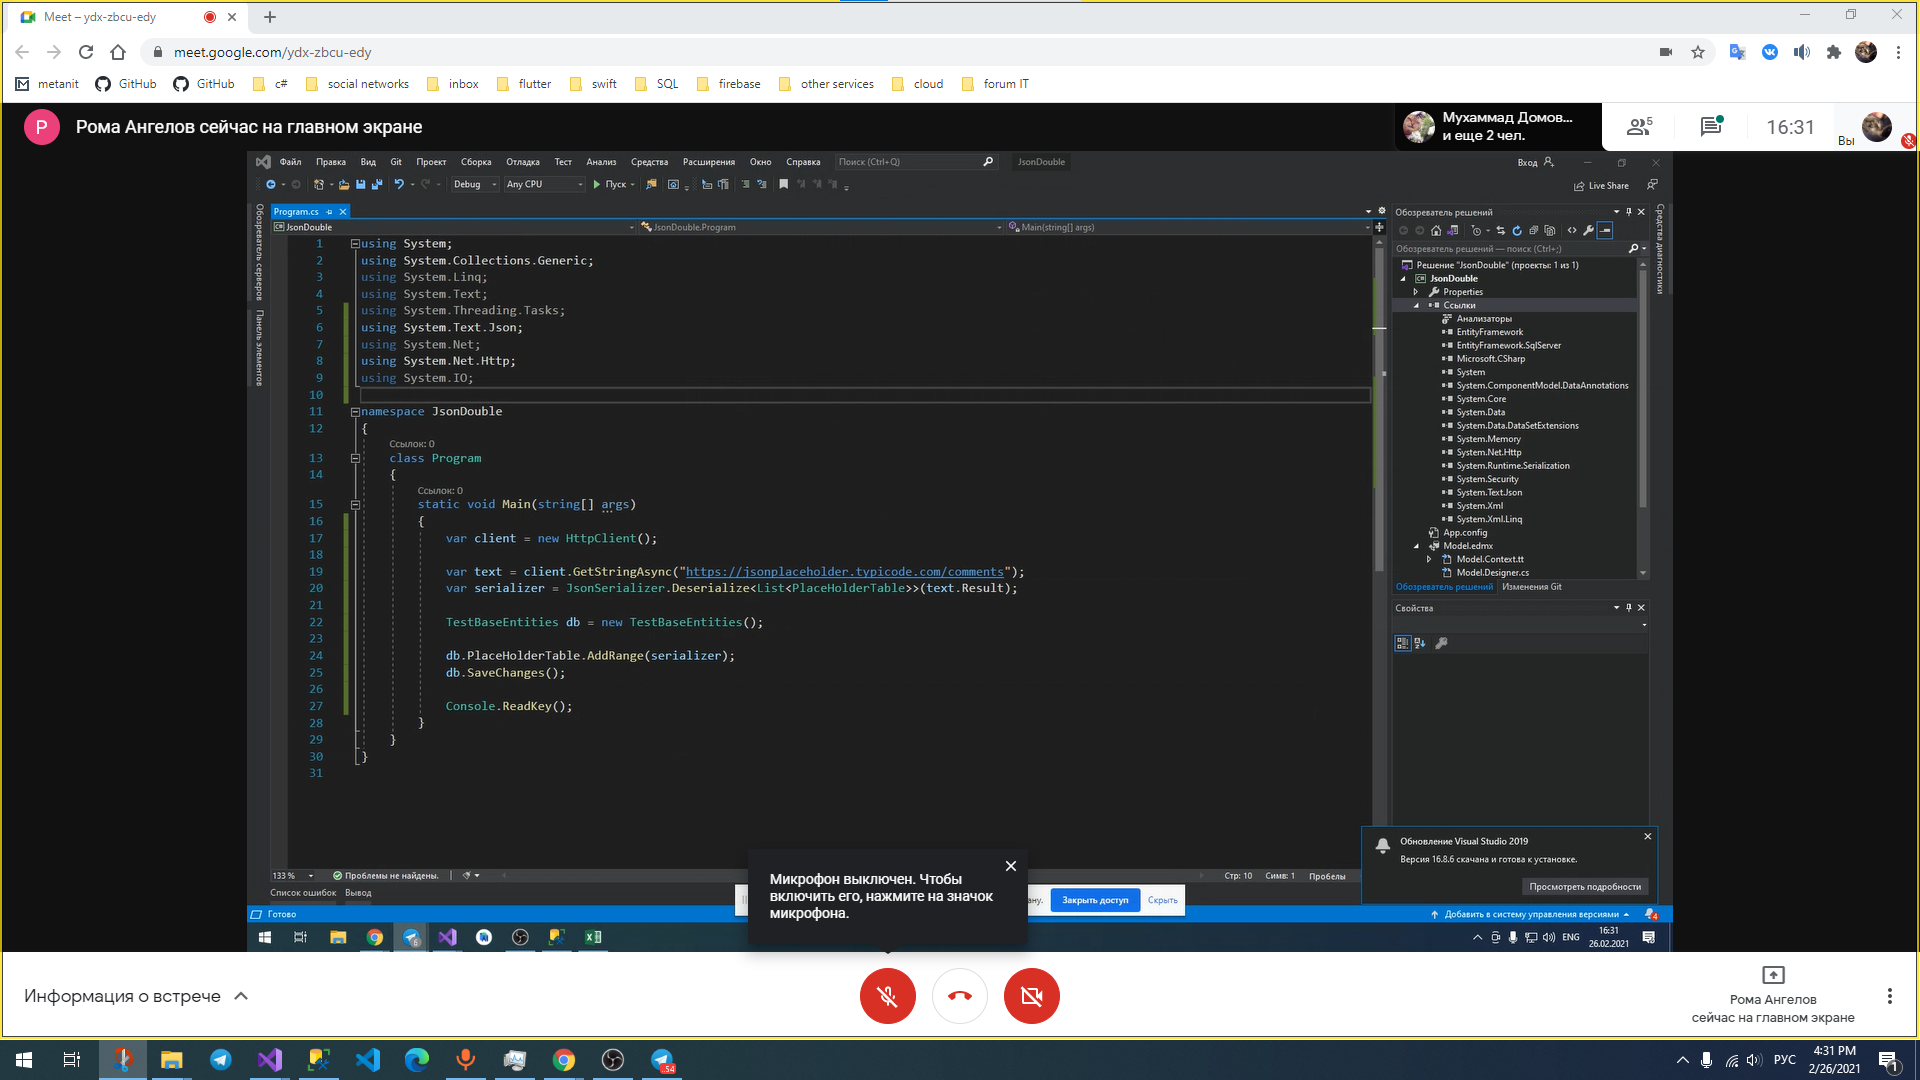 Meet – ydx-zbcu-edy
meet.google.com/ydx-zbcu-edy
metanit GitHub GitHub c# social networks inbox flutter swift SQL firebase other services cloud forum IT
Р Рома Ангелов сейчас на главном экране
Мухаммад Домов...
и еще 2 чел.
5
16:31
Вы
Файл Правка Вид Git Проект Сборка Отладка Тест Анализ Средства Расширения Окно Справка Поиск (Ctrl+Q) JsonDouble Вход
Debug Any CPU Пуск Live Share
Обозреватель серверов
Панель элементов
Program.cs
JsonDouble JsonDouble.Program Main(string[] args)
1 using System;
2 using System.Collections.Generic;
3 using System.Linq;
4 using System.Text;
5 using System.Threading.Tasks;
6 using System.Text.Json;
7 using System.Net;
8 using System.Net.Http;
9 using System.IO;
10
11 namespace JsonDouble
12 {
Ссылок: 0
13 class Program
14 {
Ссылок: 0
15 static void Main(string[] args)
16 {
17 var client = new HttpClient();
18
19 var text = client.GetStringAsync("https://jsonplaceholder.typicode.com/comments");
20 var serializer = JsonSerializer.Deserialize<List<PlaceHolderTable>>(text.Result);
21
22 TestBaseEntities db = new TestBaseEntities();
23
24 db.PlaceHolderTable.AddRange(serializer);
25 db.SaveChanges();
26
27 Console.ReadKey();
28 }
29 }
30 }
31
Обозреватель решений
Обозреватель решений — поиск (Ctrl+;)
Решение "JsonDouble" (проекты: 1 из 1)
JsonDouble
Properties
Ссылки
Анализаторы
EntityFramework
EntityFramework.SqlServer
Microsoft.CSharp
System
System.ComponentModel.DataAnnotations
System.Core
System.Data
System.Data.DataSetExtensions
System.Memory
System.Net.Http
System.Runtime.Serialization
System.Security
System.Text.Json
System.Xml
System.Xml.Linq
App.config
Model.edmx
Model.Context.tt
Model.Designer.cs
Обозреватель решений Изменения Git
Средства диагностики
Свойства
Обновление Visual Studio 2019
Версия 16.8.6 скачана и готова к установке.
Просмотреть подробности
133 % Проблемы не найдены. Стр: 10 Симв: 1 Пробелы
Список ошибок Вывод
Микрофон выключен. Чтобы
включить его, нажмите на значок
микрофона.
Закрыть доступ Скрыть
Готово Добавить в систему управления версиями 4
ENG 16:31
26.02.2021
Информация о встрече
Рома Ангелов
сейчас на главном экране
54
РУС 4:31 PM
2/26/2021
1